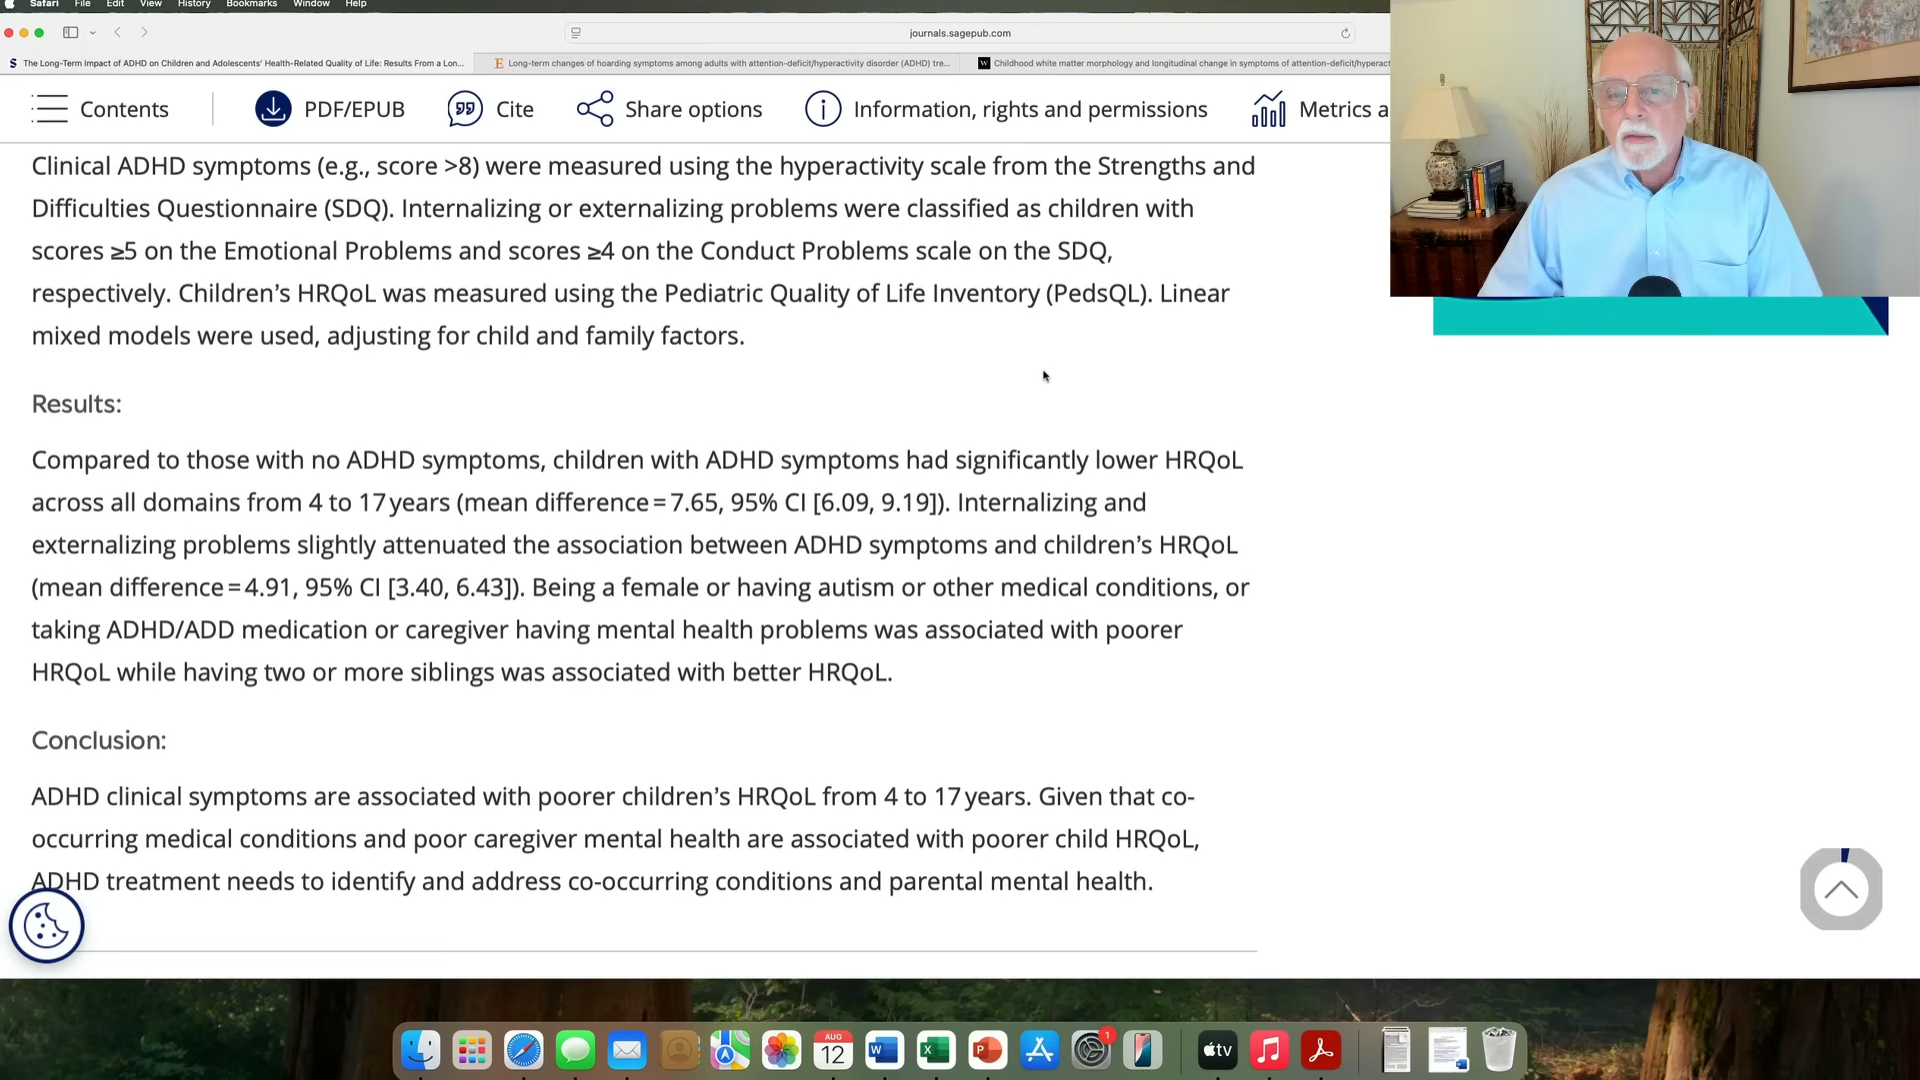 Safari File Edit View History Bookmarks Window Help
journals.sagepub.com
S The Long-Term Impact of ADHD on Children and Adolescents' Health-Related Quality of Life: Results From a Lon...
E Long-term changes of hoarding symptoms among adults with attention-deficit/hyperactivity disorder (ADHD) tre...
W Childhood white matter morphology and longitudinal change in symptoms of attention-deficit/hyperact
Contents PDF/EPUB Cite Share options Information, rights and permissions Metrics a
Clinical ADHD symptoms (e.g., score >8) were measured using the hyperactivity scale from the Strengths and
Difficulties Questionnaire (SDQ). Internalizing or externalizing problems were classified as children with
scores ≥5 on the Emotional Problems and scores ≥4 on the Conduct Problems scale on the SDQ,
respectively. Children’s HRQoL was measured using the Pediatric Quality of Life Inventory (PedsQL). Linear
mixed models were used, adjusting for child and family factors.
Results:
Compared to those with no ADHD symptoms, children with ADHD symptoms had significantly lower HRQoL
across all domains from 4 to 17 years (mean difference = 7.65, 95% CI [6.09, 9.19]). Internalizing and
externalizing problems slightly attenuated the association between ADHD symptoms and children’s HRQoL
(mean difference = 4.91, 95% CI [3.40, 6.43]). Being a female or having autism or other medical conditions, or
taking ADHD/ADD medication or caregiver having mental health problems was associated with poorer
HRQoL while having two or more siblings was associated with better HRQoL.
Conclusion:
ADHD clinical symptoms are associated with poorer children’s HRQoL from 4 to 17 years. Given that co-
occurring medical conditions and poor caregiver mental health are associated with poorer child HRQoL,
ADHD treatment needs to identify and address co-occurring conditions and parental mental health.
AUG
12
W
X
P
1
tv